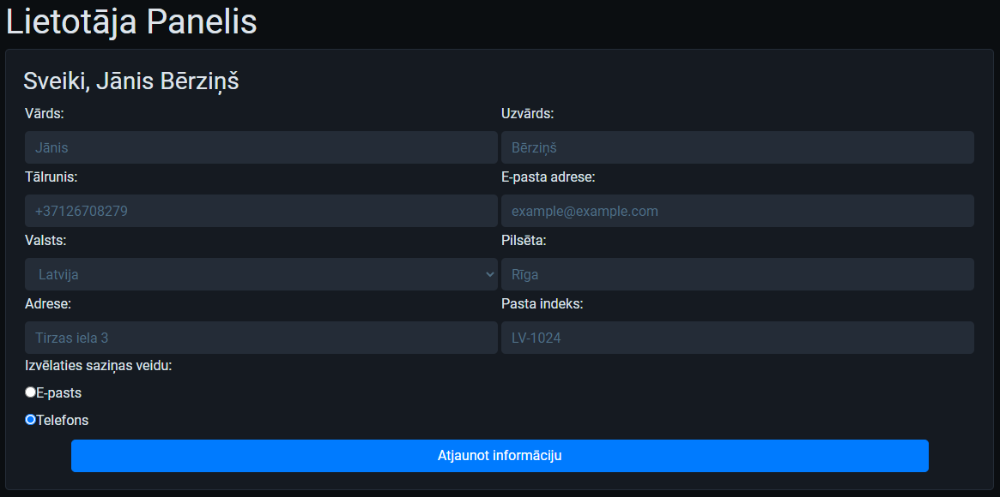 Lietotāja Panelis
Sveiki, Jānis Bērziņš
Vārds: Uzvārds:
Jānis Bērziņš
Tālrunis: E-pasta adrese:
+37126708279 example@example.com
Valsts: Pilsēta:
Latvija Rīga
Adrese: Pasta indeks:
Tirzas iela 3 LV-1024
Izvēlaties saziņas veidu:
E-pasts
Telefons
Atjaunot informāciju